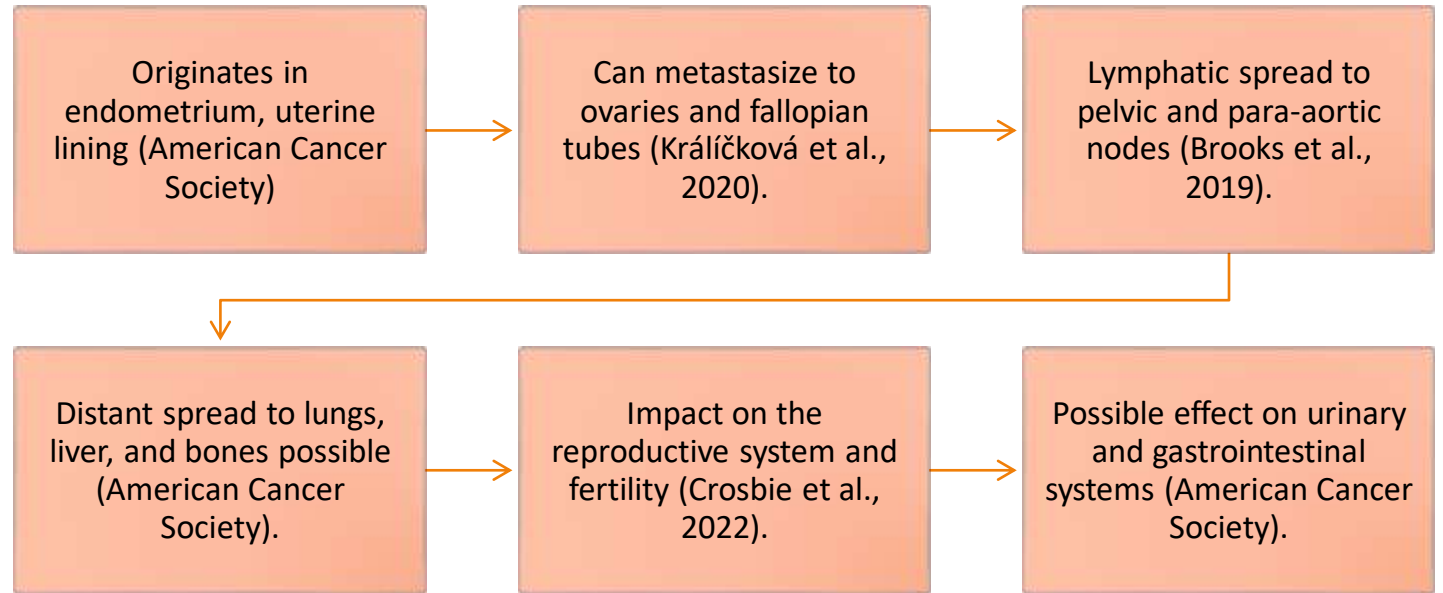 Originates in
endometrium, uterine
lining (American Cancer
Society)
Can metastasize to
ovaries and fallopian
tubes (Králíčková et al.,
2020).
Lymphatic spread to
pelvic and para-aortic
nodes (Brooks et al.,
2019).
Distant spread to lungs,
liver, and bones possible
(American Cancer
Society).
Impact on the
reproductive system and
fertility (Crosbie et al.,
2022).
Possible effect on urinary
and gastrointestinal
systems (American Cancer
Society).